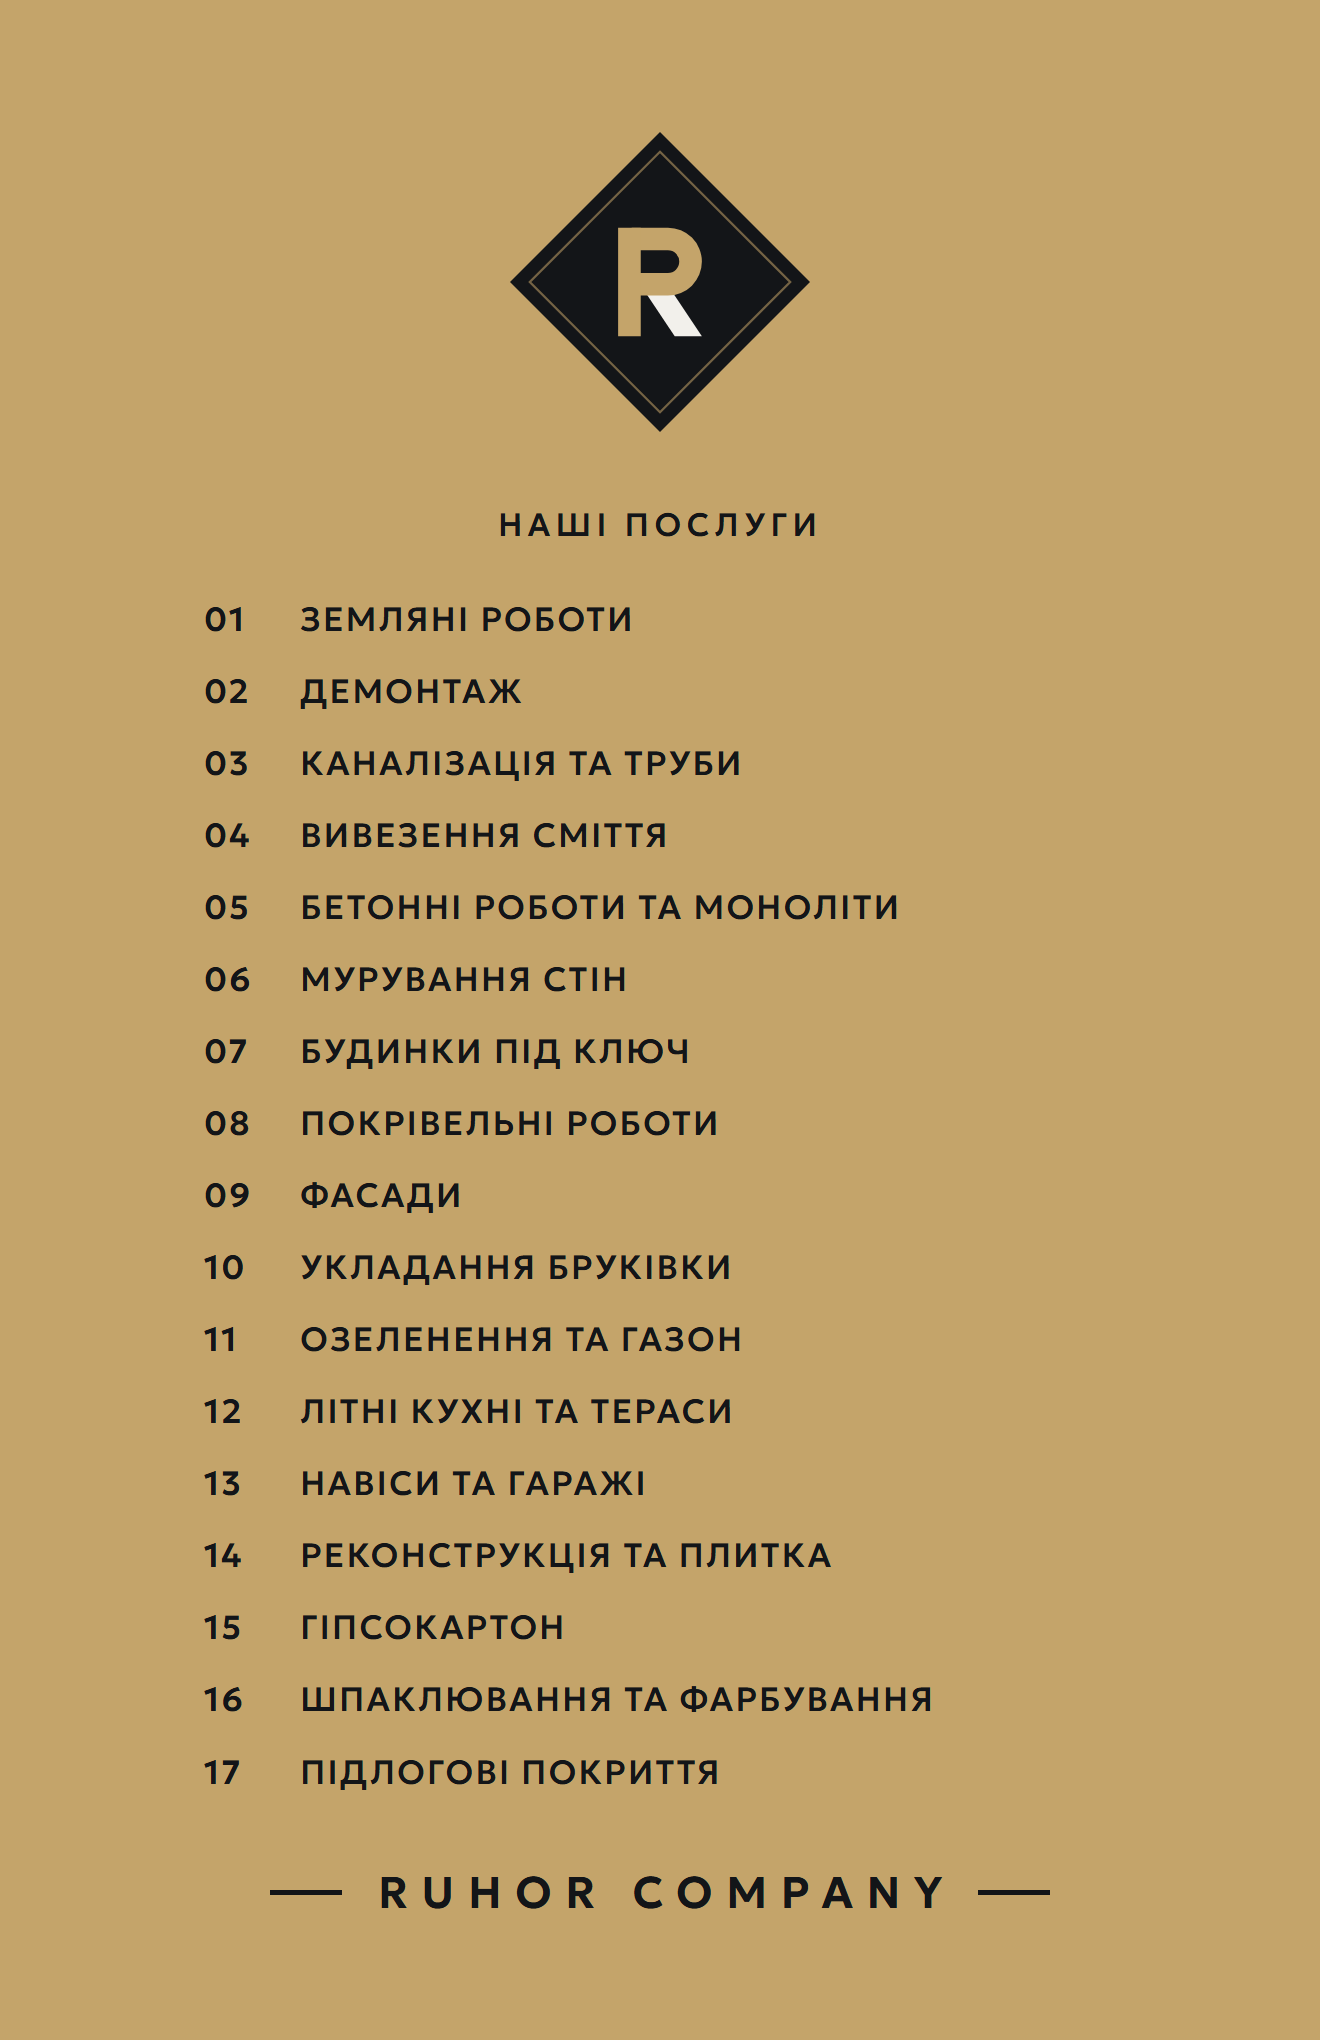 R
НАШІ ПОСЛУГИ
01 ЗЕМЛЯНІ РОБОТИ
02 ДЕМОНТАЖ
03 КАНАЛІЗАЦІЯ ТА ТРУБИ
04 ВИВЕЗЕННЯ СМІТТЯ
05 БЕТОННІ РОБОТИ ТА МОНОЛІТИ
06 МУРУВАННЯ СТІН
07 БУДИНКИ ПІД КЛЮЧ
08 ПОКРІВЕЛЬНІ РОБОТИ
09 ФАСАДИ
10 УКЛАДАННЯ БРУКІВКИ
11 ОЗЕЛЕНЕННЯ ТА ГАЗОН
12 ЛІТНІ КУХНІ ТА ТЕРАСИ
13 НАВІСИ ТА ГАРАЖІ
14 РЕКОНСТРУКЦІЯ ТА ПЛИТКА
15 ГІПСОКАРТОН
16 ШПАКЛЮВАННЯ ТА ФАРБУВАННЯ
17 ПІДЛОГОВІ ПОКРИТТЯ
RUHOR COMPANY